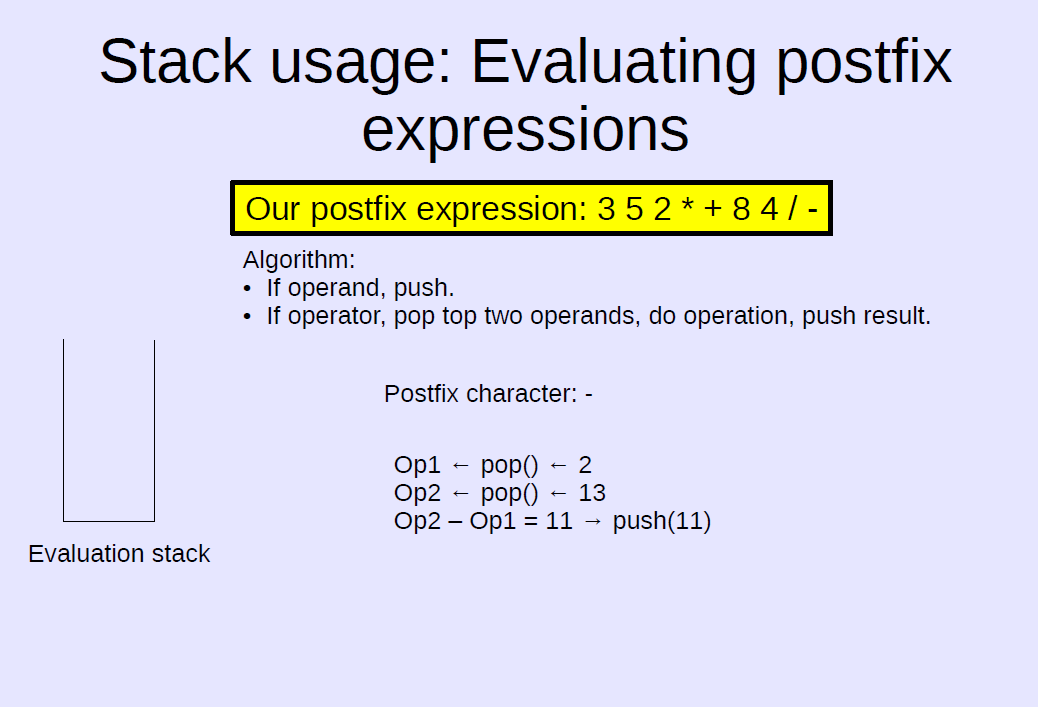 Stack usage: Evaluating postfix
expressions
Our postfix expression: 3 5 2 * + 8 4 / -
Algorithm:
• If operand, push.
• If operator, pop top two operands, do operation, push result.
Postfix character: -
Op1 ← pop() ← 2
Op2 ← pop() ← 13
Op2 – Op1 = 11 → push(11)
Evaluation stack